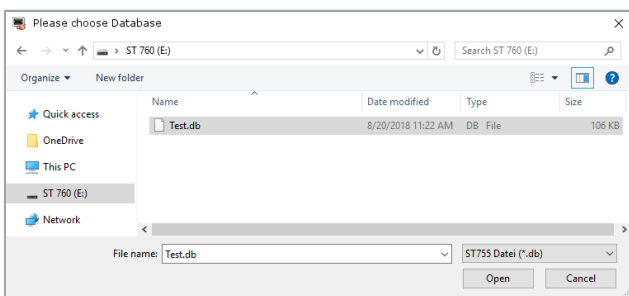 Please choose Database
ST 760 (E:)
Search ST 760 (E:)
Organize
New folder
Name
Date modified
Type
Size
Quick access
OneDrive
This PC
ST 760 (E:)
Network
Test.db
8/20/2018 11:22 AM
DB File
106 KB
File name:
Test.db
ST755 Datei (*.db)
Open
Cancel